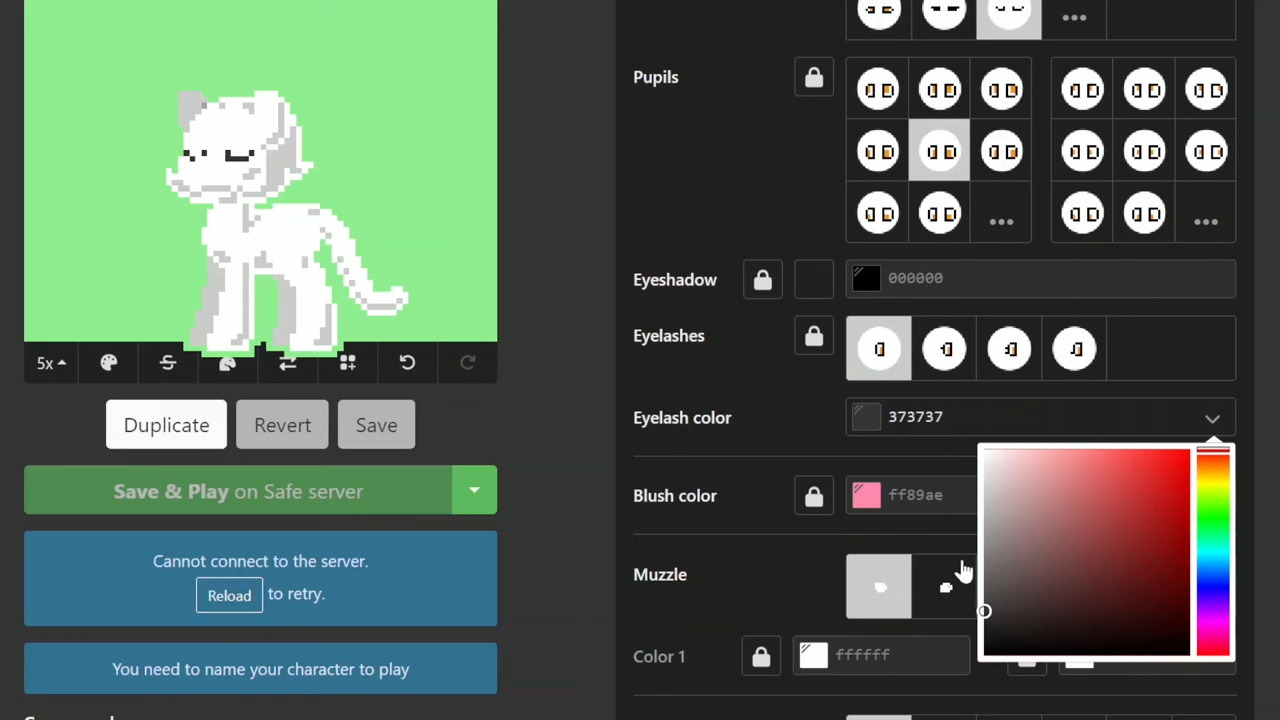 Pupils
Eyeshadow
000000
Eyelashes
Eyelash color
373737
Blush color
ff89ae
Muzzle
Color 1
ffffff
5x
Duplicate
Revert
Save
Save & Play on Safe server
Cannot connect to the server.
Reload to retry.
You need to name your character to play